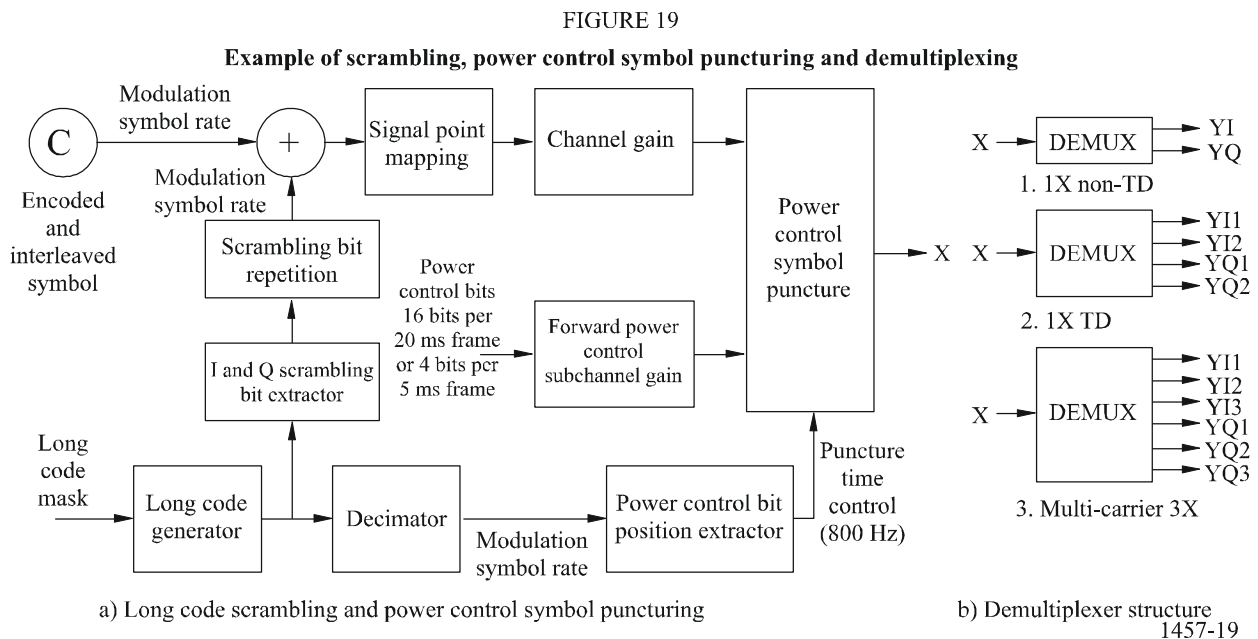 FIGURE 19
Example of scrambling, power control symbol puncturing and demultiplexing
C
Encoded
and
interleaved
symbol
Modulation
symbol rate
+
Modulation
symbol rate
Signal point
mapping
Channel gain
Scrambling bit
repetition
I and Q scrambling
bit extractor
Power
control bits
16 bits per
20 ms frame
or 4 bits per
5 ms frame
Forward power
control
subchannel gain
Power
control
symbol
puncture
X
Long
code
mask
Long code
generator
Decimator
Modulation
symbol rate
Power control bit
position extractor
Puncture
time
control
(800 Hz)
a) Long code scrambling and power control symbol puncturing
X
DEMUX
YI
YQ
1. 1X non-TD
X
DEMUX
YI1
YI2
YQ1
YQ2
2. 1X TD
X
DEMUX
YI1
YI2
YI3
YQ1
YQ2
YQ3
3. Multi-carrier 3X
b) Demultiplexer structure
1457-19